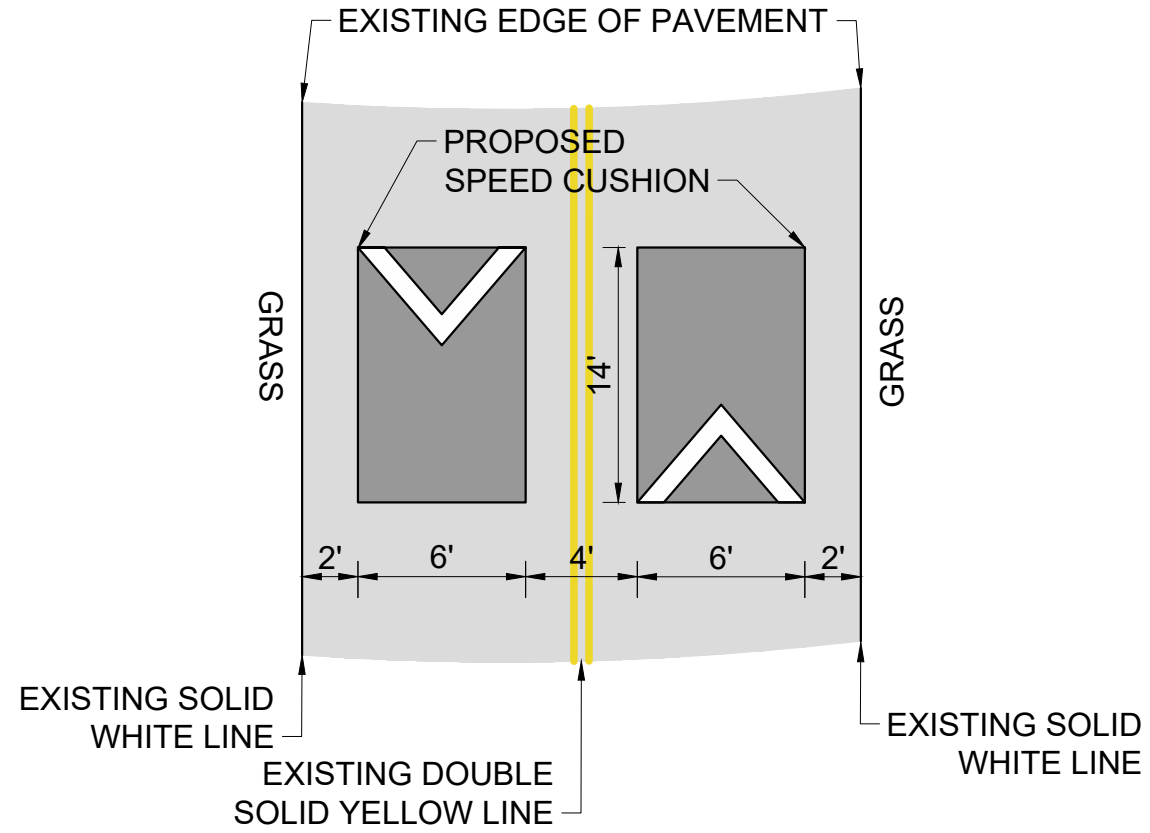 EXISTING EDGE OF PAVEMENT
PROPOSED
SPEED CUSHION
GRASS
GRASS
14'
2'
6'
4'
6'
2'
EXISTING SOLID
WHITE LINE
EXISTING SOLID
WHITE LINE
EXISTING DOUBLE
SOLID YELLOW LINE